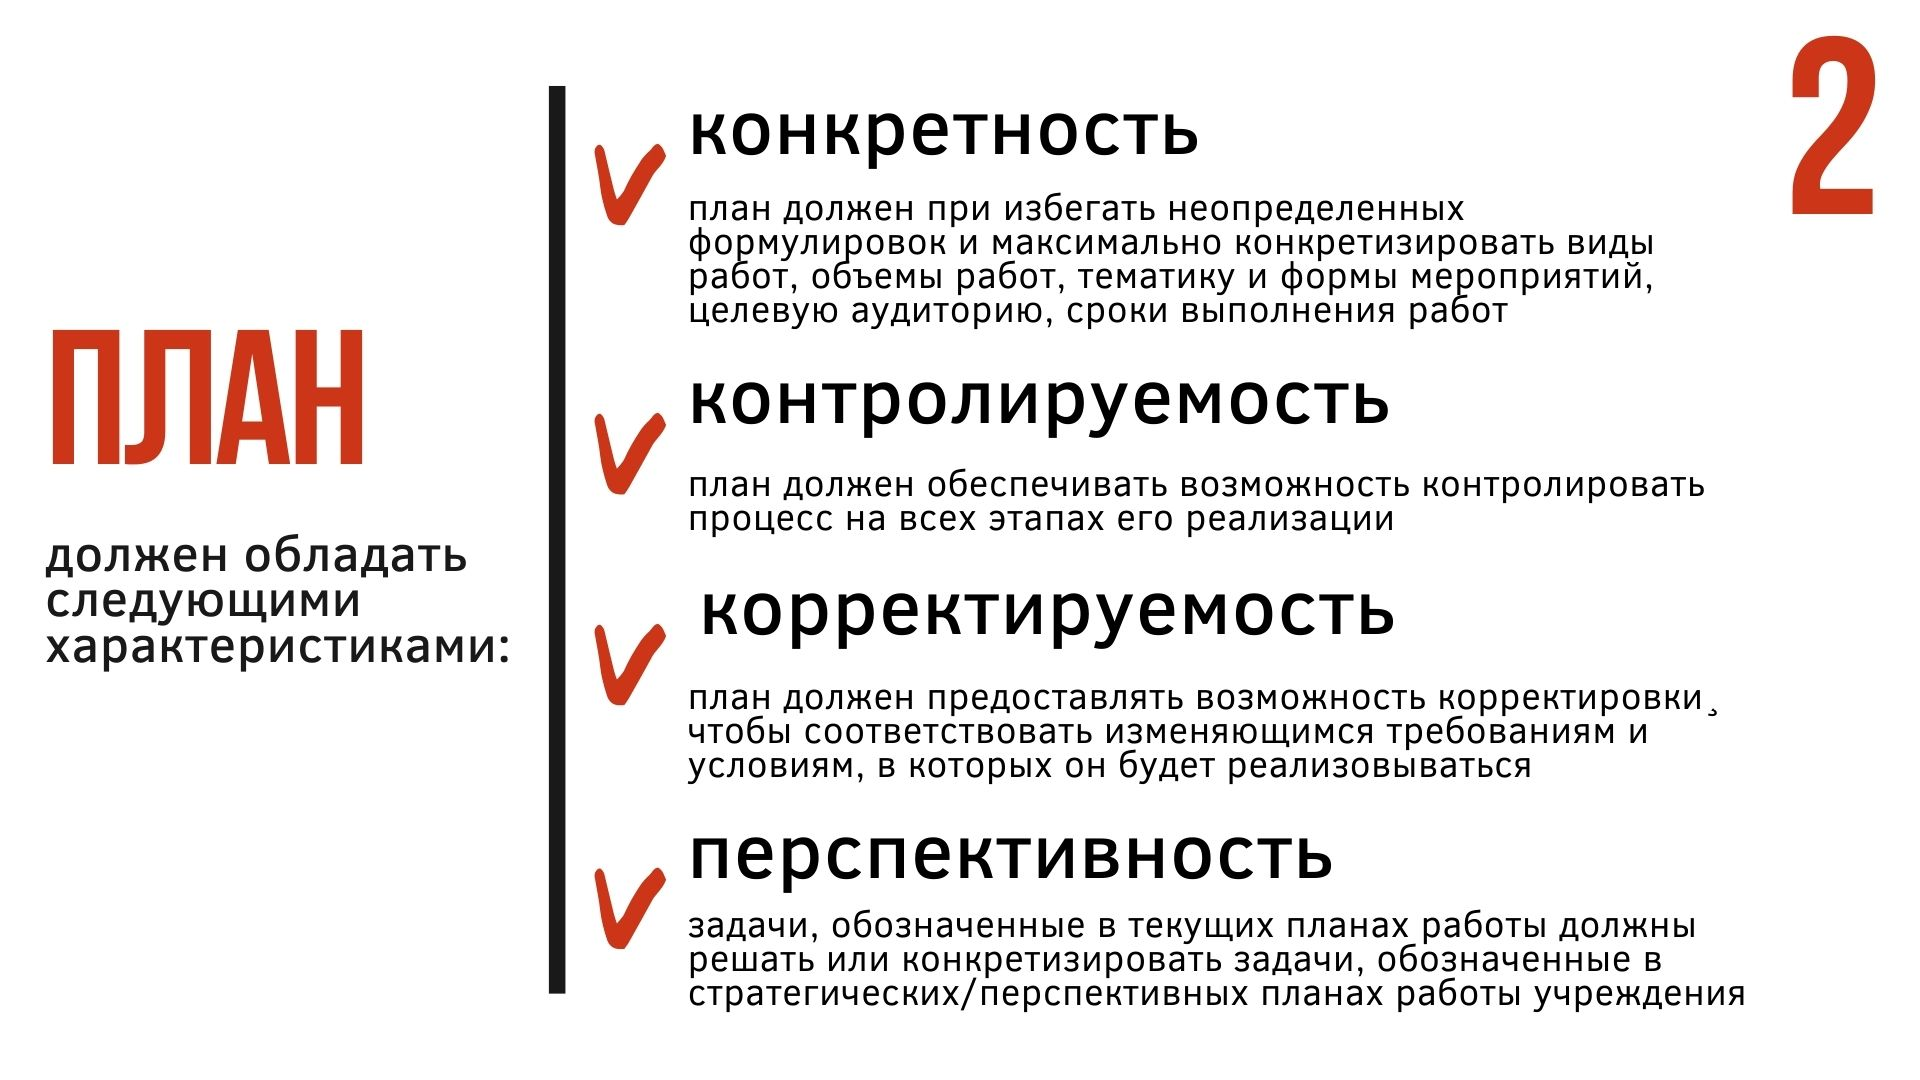 2
ПЛАН
должен обладать
следующими
характеристиками:
конкретность
план должен при избегать неопределенных
формулировок и максимально конкретизировать виды
работ, объемы работ, тематику и формы мероприятий,
целевую аудиторию, сроки выполнения работ
контролируемость
план должен обеспечивать возможность контролировать
процесс на всех этапах его реализации
корректируемость
план должен предоставлять возможность корректировки¸
чтобы соответствовать изменяющимся требованиям и
условиям, в которых он будет реализовываться
перспективность
задачи, обозначенные в текущих планах работы должны
решать или конкретизировать задачи, обозначенные в
стратегических/перспективных планах работы учреждения